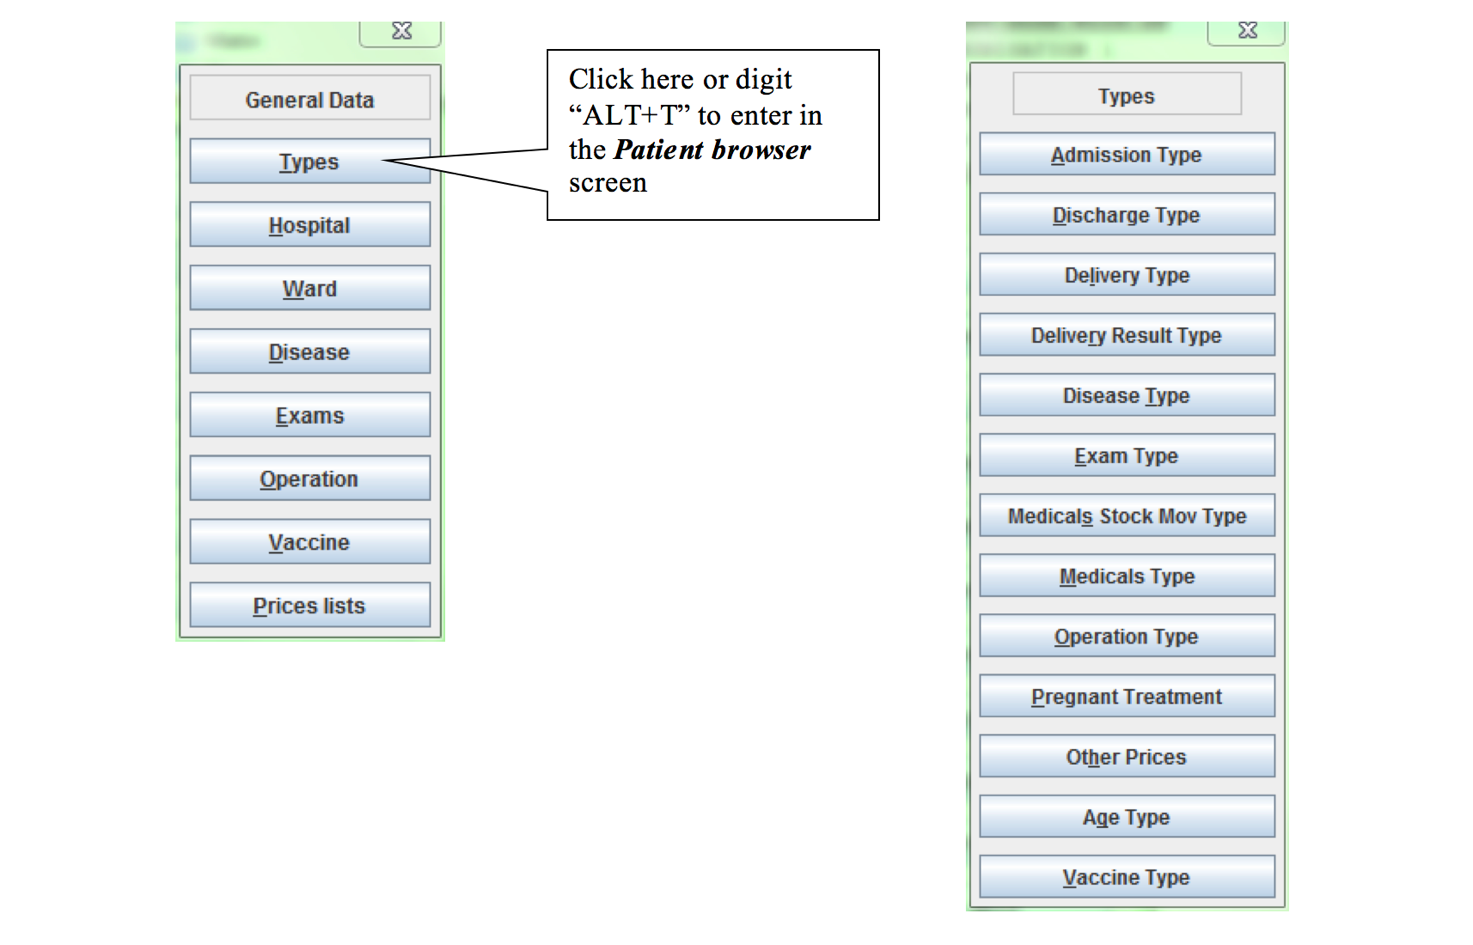 General Data
Types
Hospital
Ward
Disease
Exams
Operation
Vaccine
Prices lists
Click here or digit
“ALT+T” to enter in
the Patient browser
screen
Types
Admission Type
Discharge Type
Delivery Type
Delivery Result Type
Disease Type
Exam Type
Medicals Stock Mov Type
Medicals Type
Operation Type
Pregnant Treatment
Other Prices
Age Type
Vaccine Type